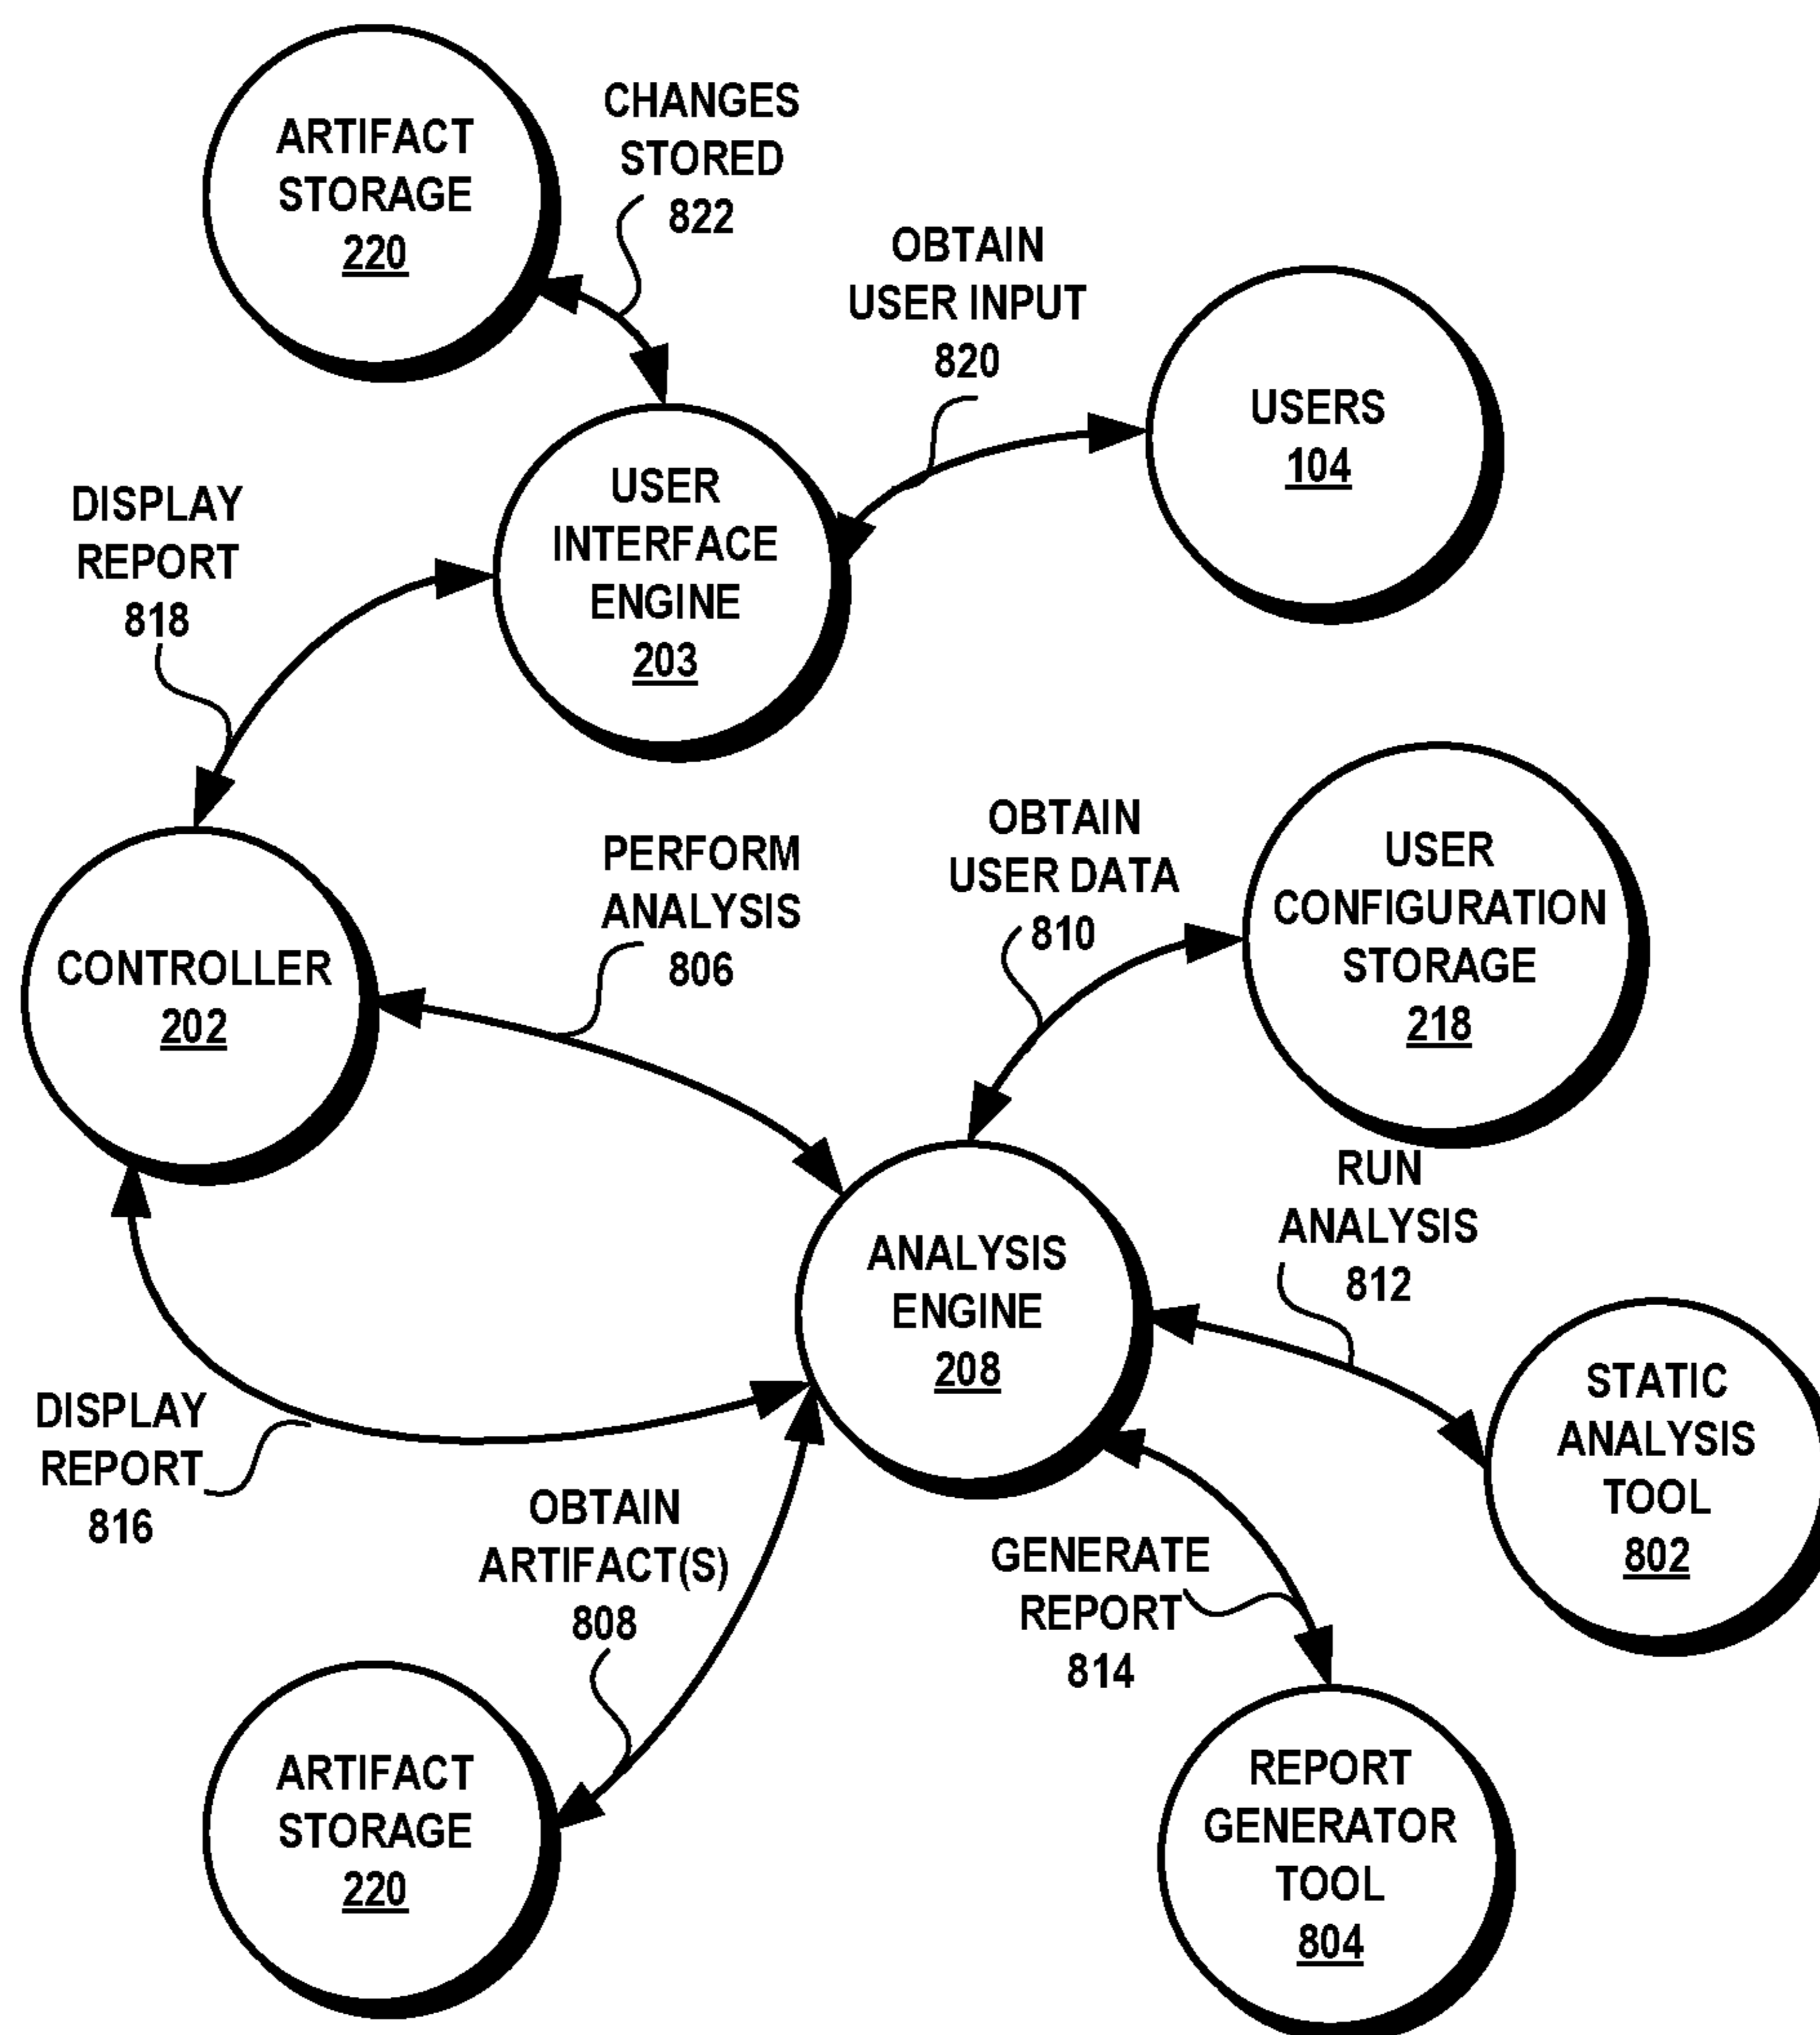 ARTIFACT
STORAGE
220
CHANGES
STORED
822
OBTAIN
USER INPUT
820
USERS
104
USER
INTERFACE
ENGINE
203
DISPLAY
REPORT
818
CONTROLLER
202
PERFORM
ANALYSIS
806
OBTAIN
USER DATA
810
USER
CONFIGURATION
STORAGE
218
RUN
ANALYSIS
812
ANALYSIS
ENGINE
208
STATIC
ANALYSIS
TOOL
802
DISPLAY
REPORT
816
OBTAIN
ARTIFACT(S)
808
GENERATE
REPORT
814
ARTIFACT
STORAGE
220
REPORT
GENERATOR
TOOL
804